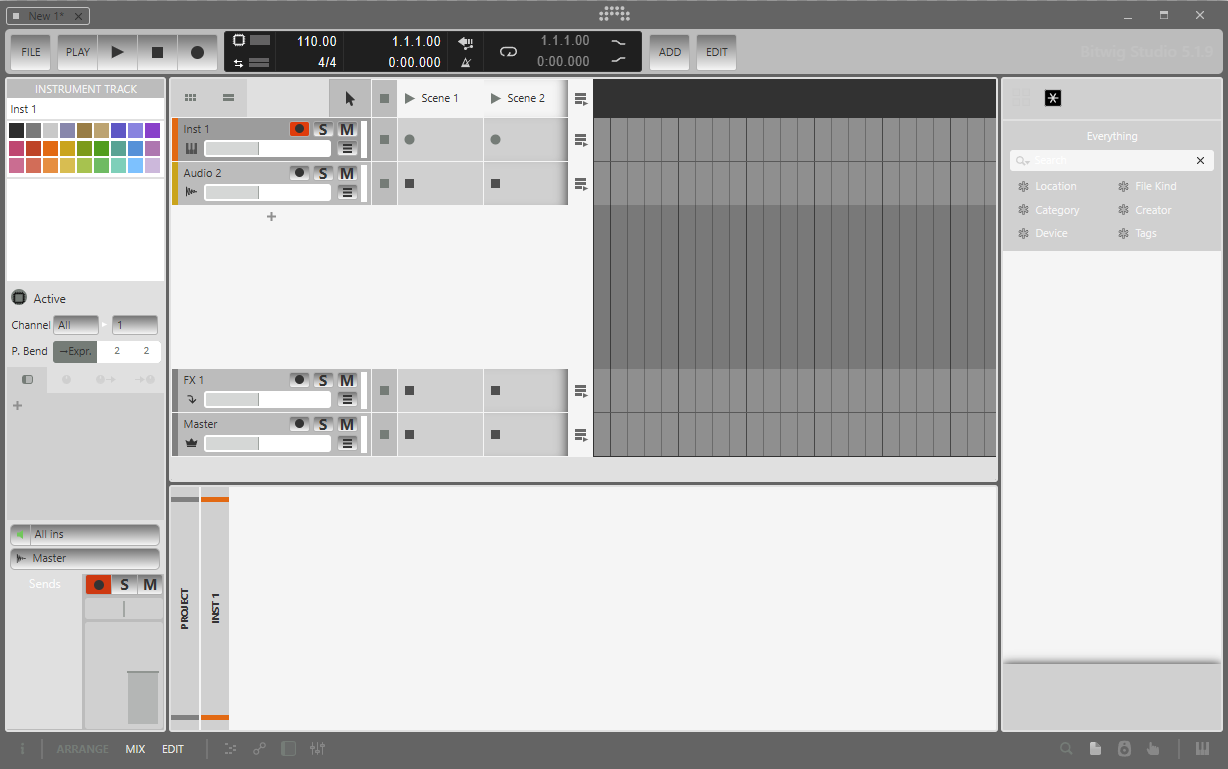 New 1*
FILE
PLAY
110.00
4/4
1.1.1.00
0:00.000
1.1.1.00
0:00.000
ADD
EDIT
Bitwig Studio 5.1.3
INSTRUMENT TRACK
Inst 1
Active
Channel All 1
P. Bend →Expr. 2 2
All ins
Master
Sends
S M
Scene 1
Scene 2
Inst 1 S M
Audio 2 S M
+
FX 1 S M
Master S M
PROJECT
INST 1
Everything
Search
Location
File Kind
Category
Creator
Device
Tags
i
ARRANGE
MIX
EDIT